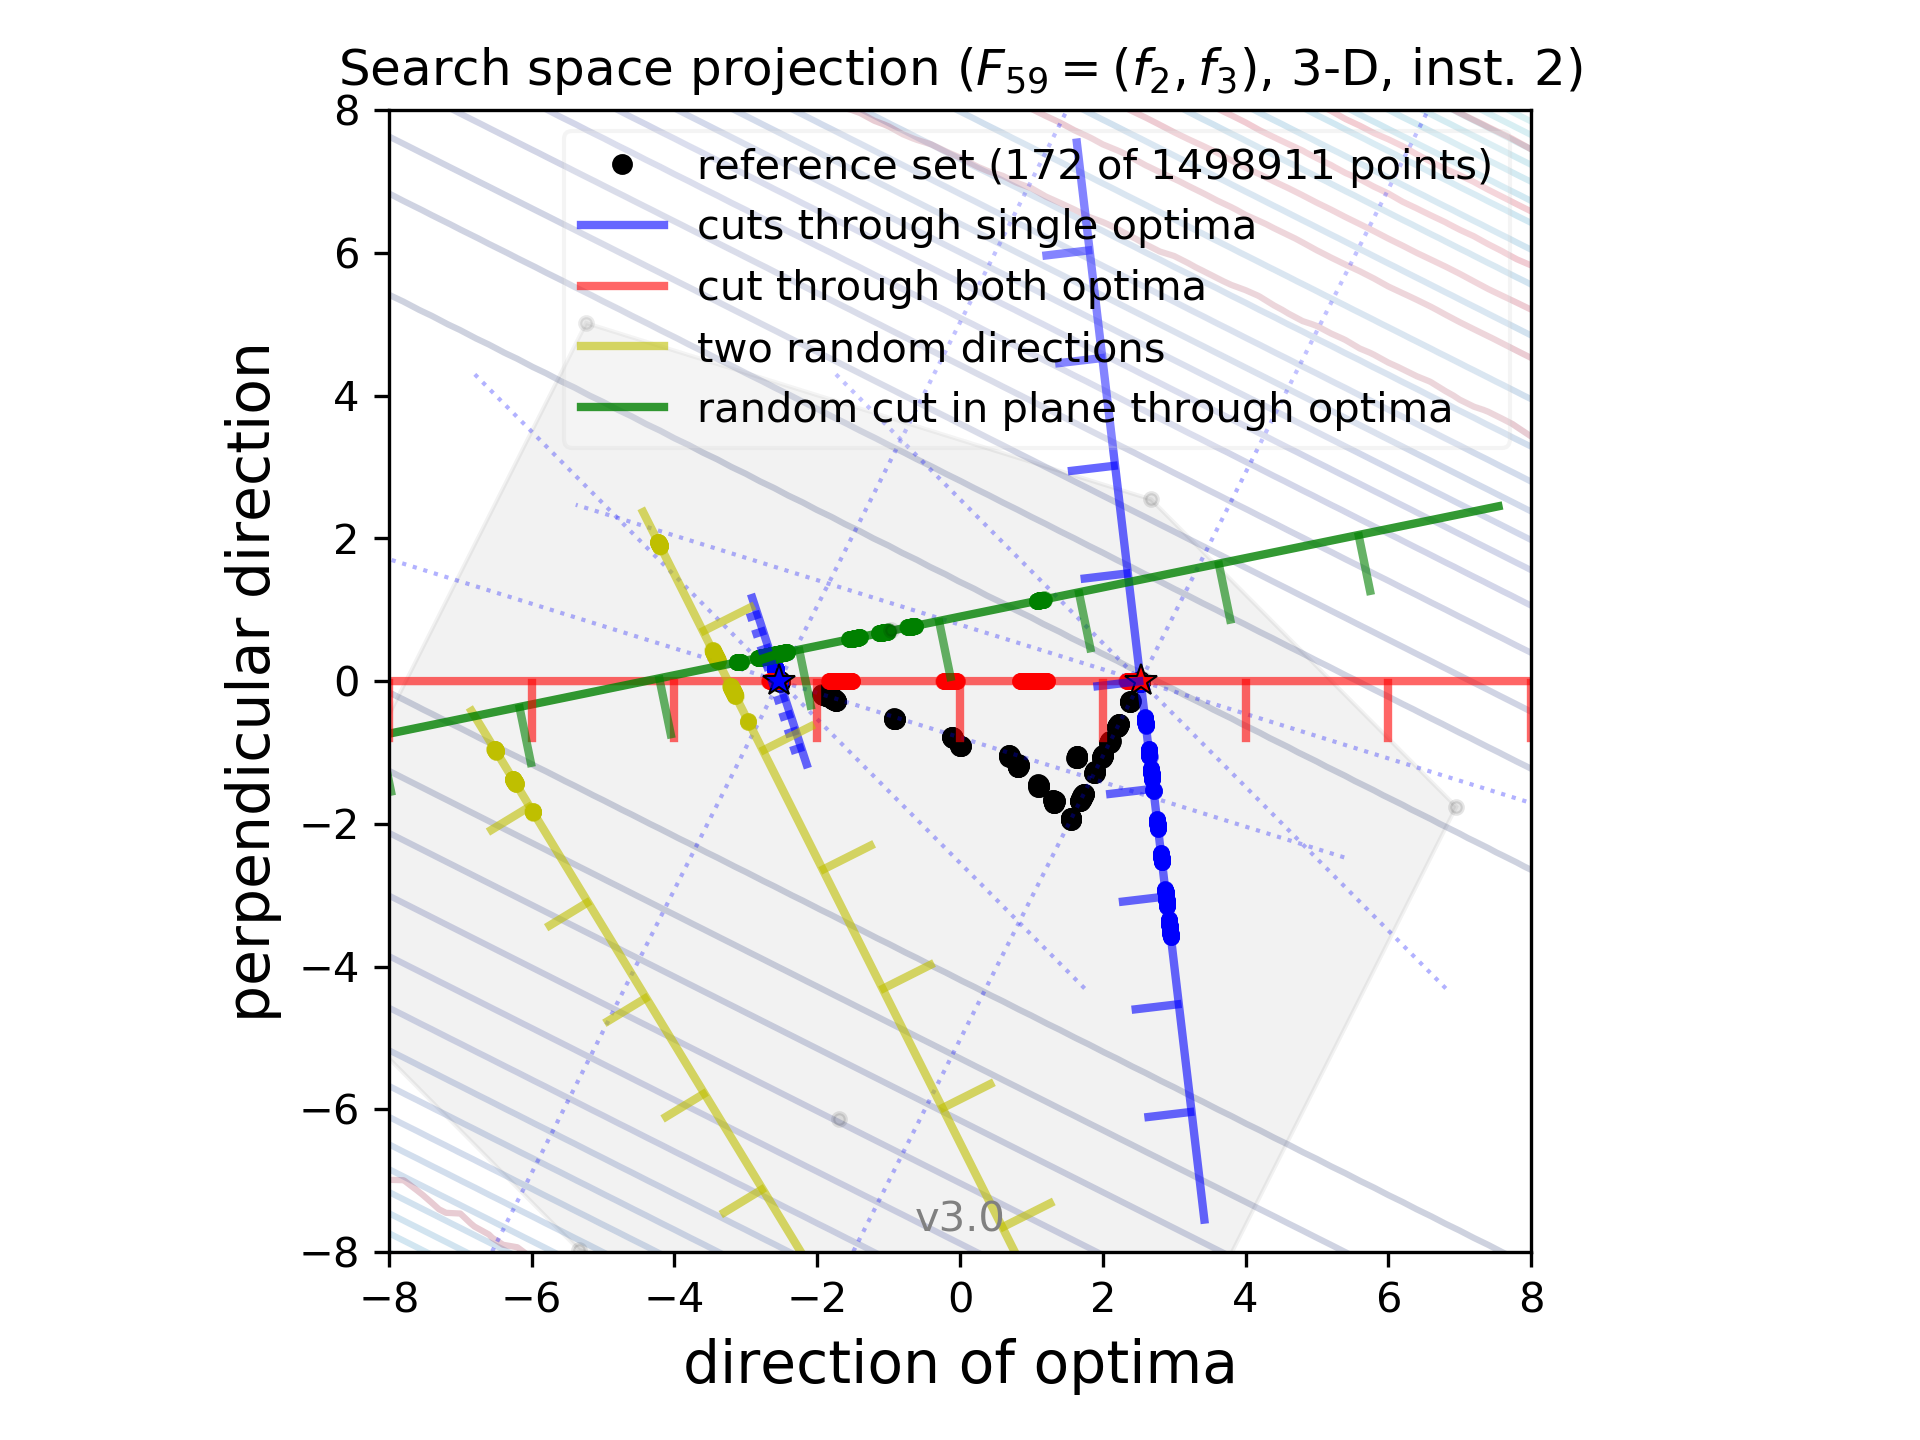 Search space projection (F₅₉ = (f₂, f₃), 3-D, inst. 2)
reference set (172 of 1498911 points)
cuts through single optima
cut through both optima
two random directions
random cut in plane through optima
perpendicular direction
8
6
4
2
0
−2
−4
−6
−8
v3.0
−8 −6 −4 −2 0 2 4 6 8
direction of optima